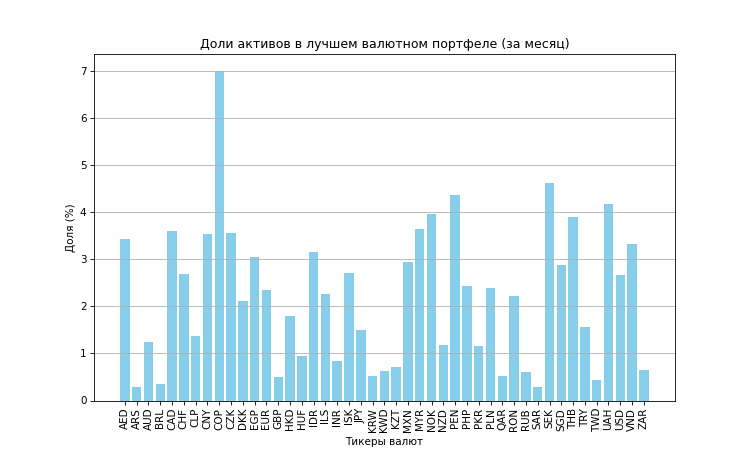 Доли активов в лучшем валютном портфеле (за месяц)
Доля (%)
7
6
5
4
3
2
1
0
AED ARS AUD BRL CAD CHF CLP CNY COP CZK DKK EGP EUR GBP HKD HUF IDR ILS INR ISK JPY KRW KWD KZT MXN MYR NOK NZD PEN PHP PKR PLN QAR RON RUB SAR SEK SGD THB TRY TWD UAH USD VND ZAR
Тикеры валют